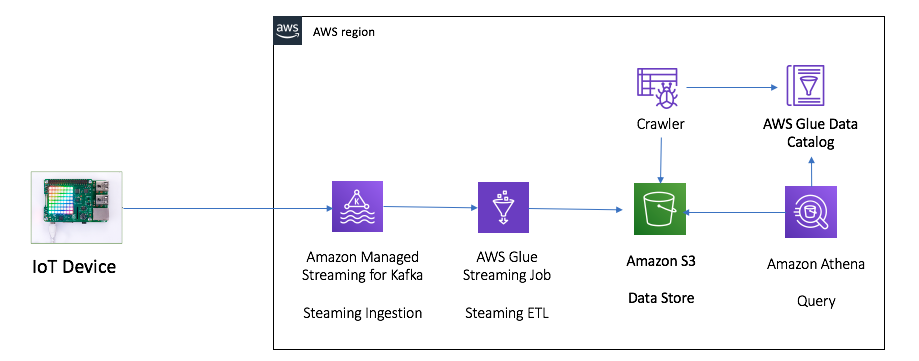 aws
AWS region
Crawler
AWS Glue Data
Catalog
K
IoT Device
Amazon Managed
Streaming for Kafka
Steaming Ingestion
AWS Glue
Streaming Job
Steaming ETL
Amazon S3
Data Store
Amazon Athena
Query